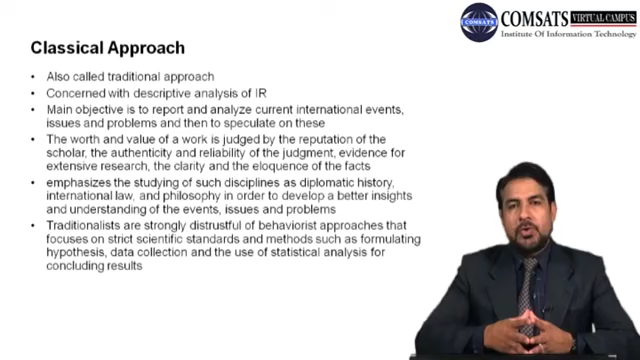 COMSATS VIRTUAL CAMPUS
Institute Of Information Technology
Classical Approach
• Also called traditional approach
• Concerned with descriptive analysis of IR
• Main objective is to report and analyze current international events,
issues and problems and then to speculate on these
• The worth and value of a work is judged by the reputation of the
scholar, the authenticity and reliability of the judgment, evidence for
extensive research, the clarity and the eloquence of the facts
• emphasizes the studying of such disciplines as diplomatic history,
international law, and philosophy in order to develop a better insights
and understanding of the events, issues and problems
• Traditionalists are strongly distrustful of behaviorist approaches that
focuses on strict scientific standards and methods such as formulating
hypothesis, data collection and the use of statistical analysis for
concluding results